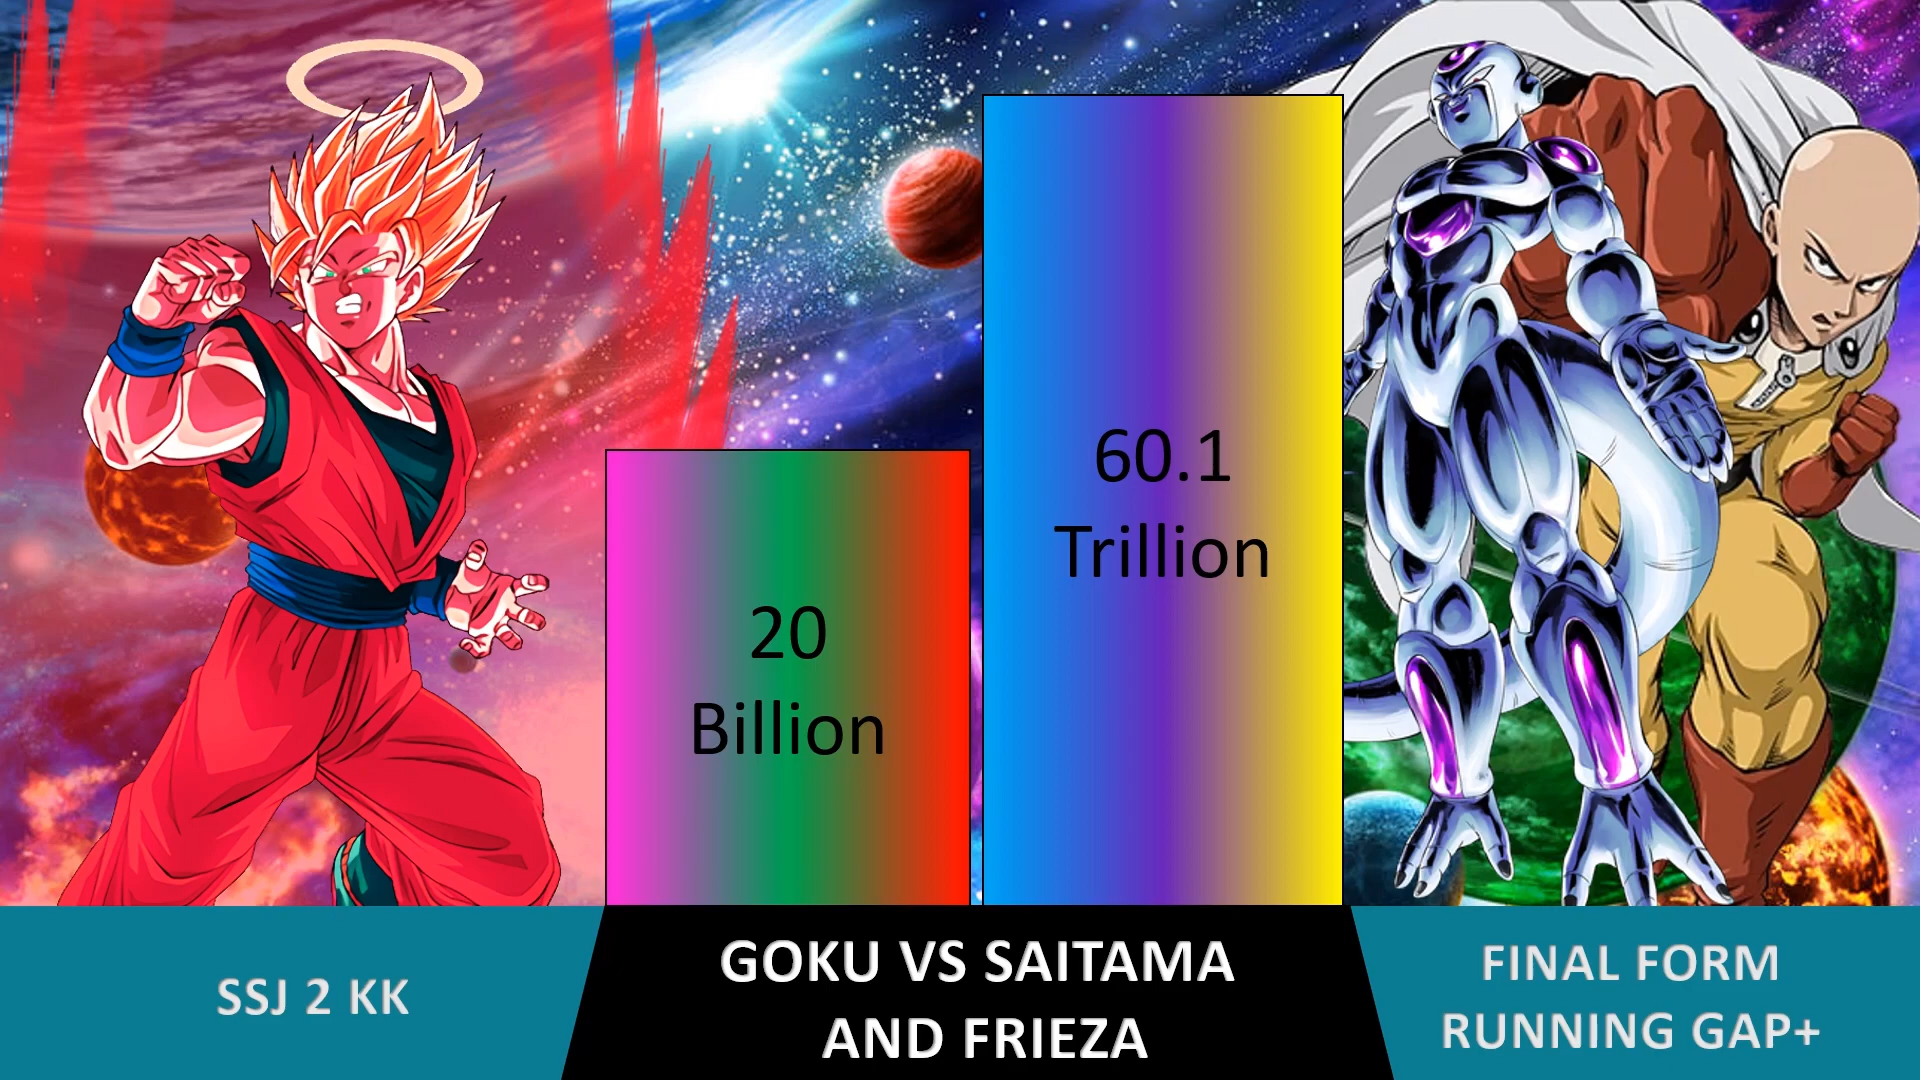 60.1
Trillion
20
Billion
SSJ 2 KK
GOKU VS SAITAMA
AND FRIEZA
FINAL FORM
RUNNING GAP+